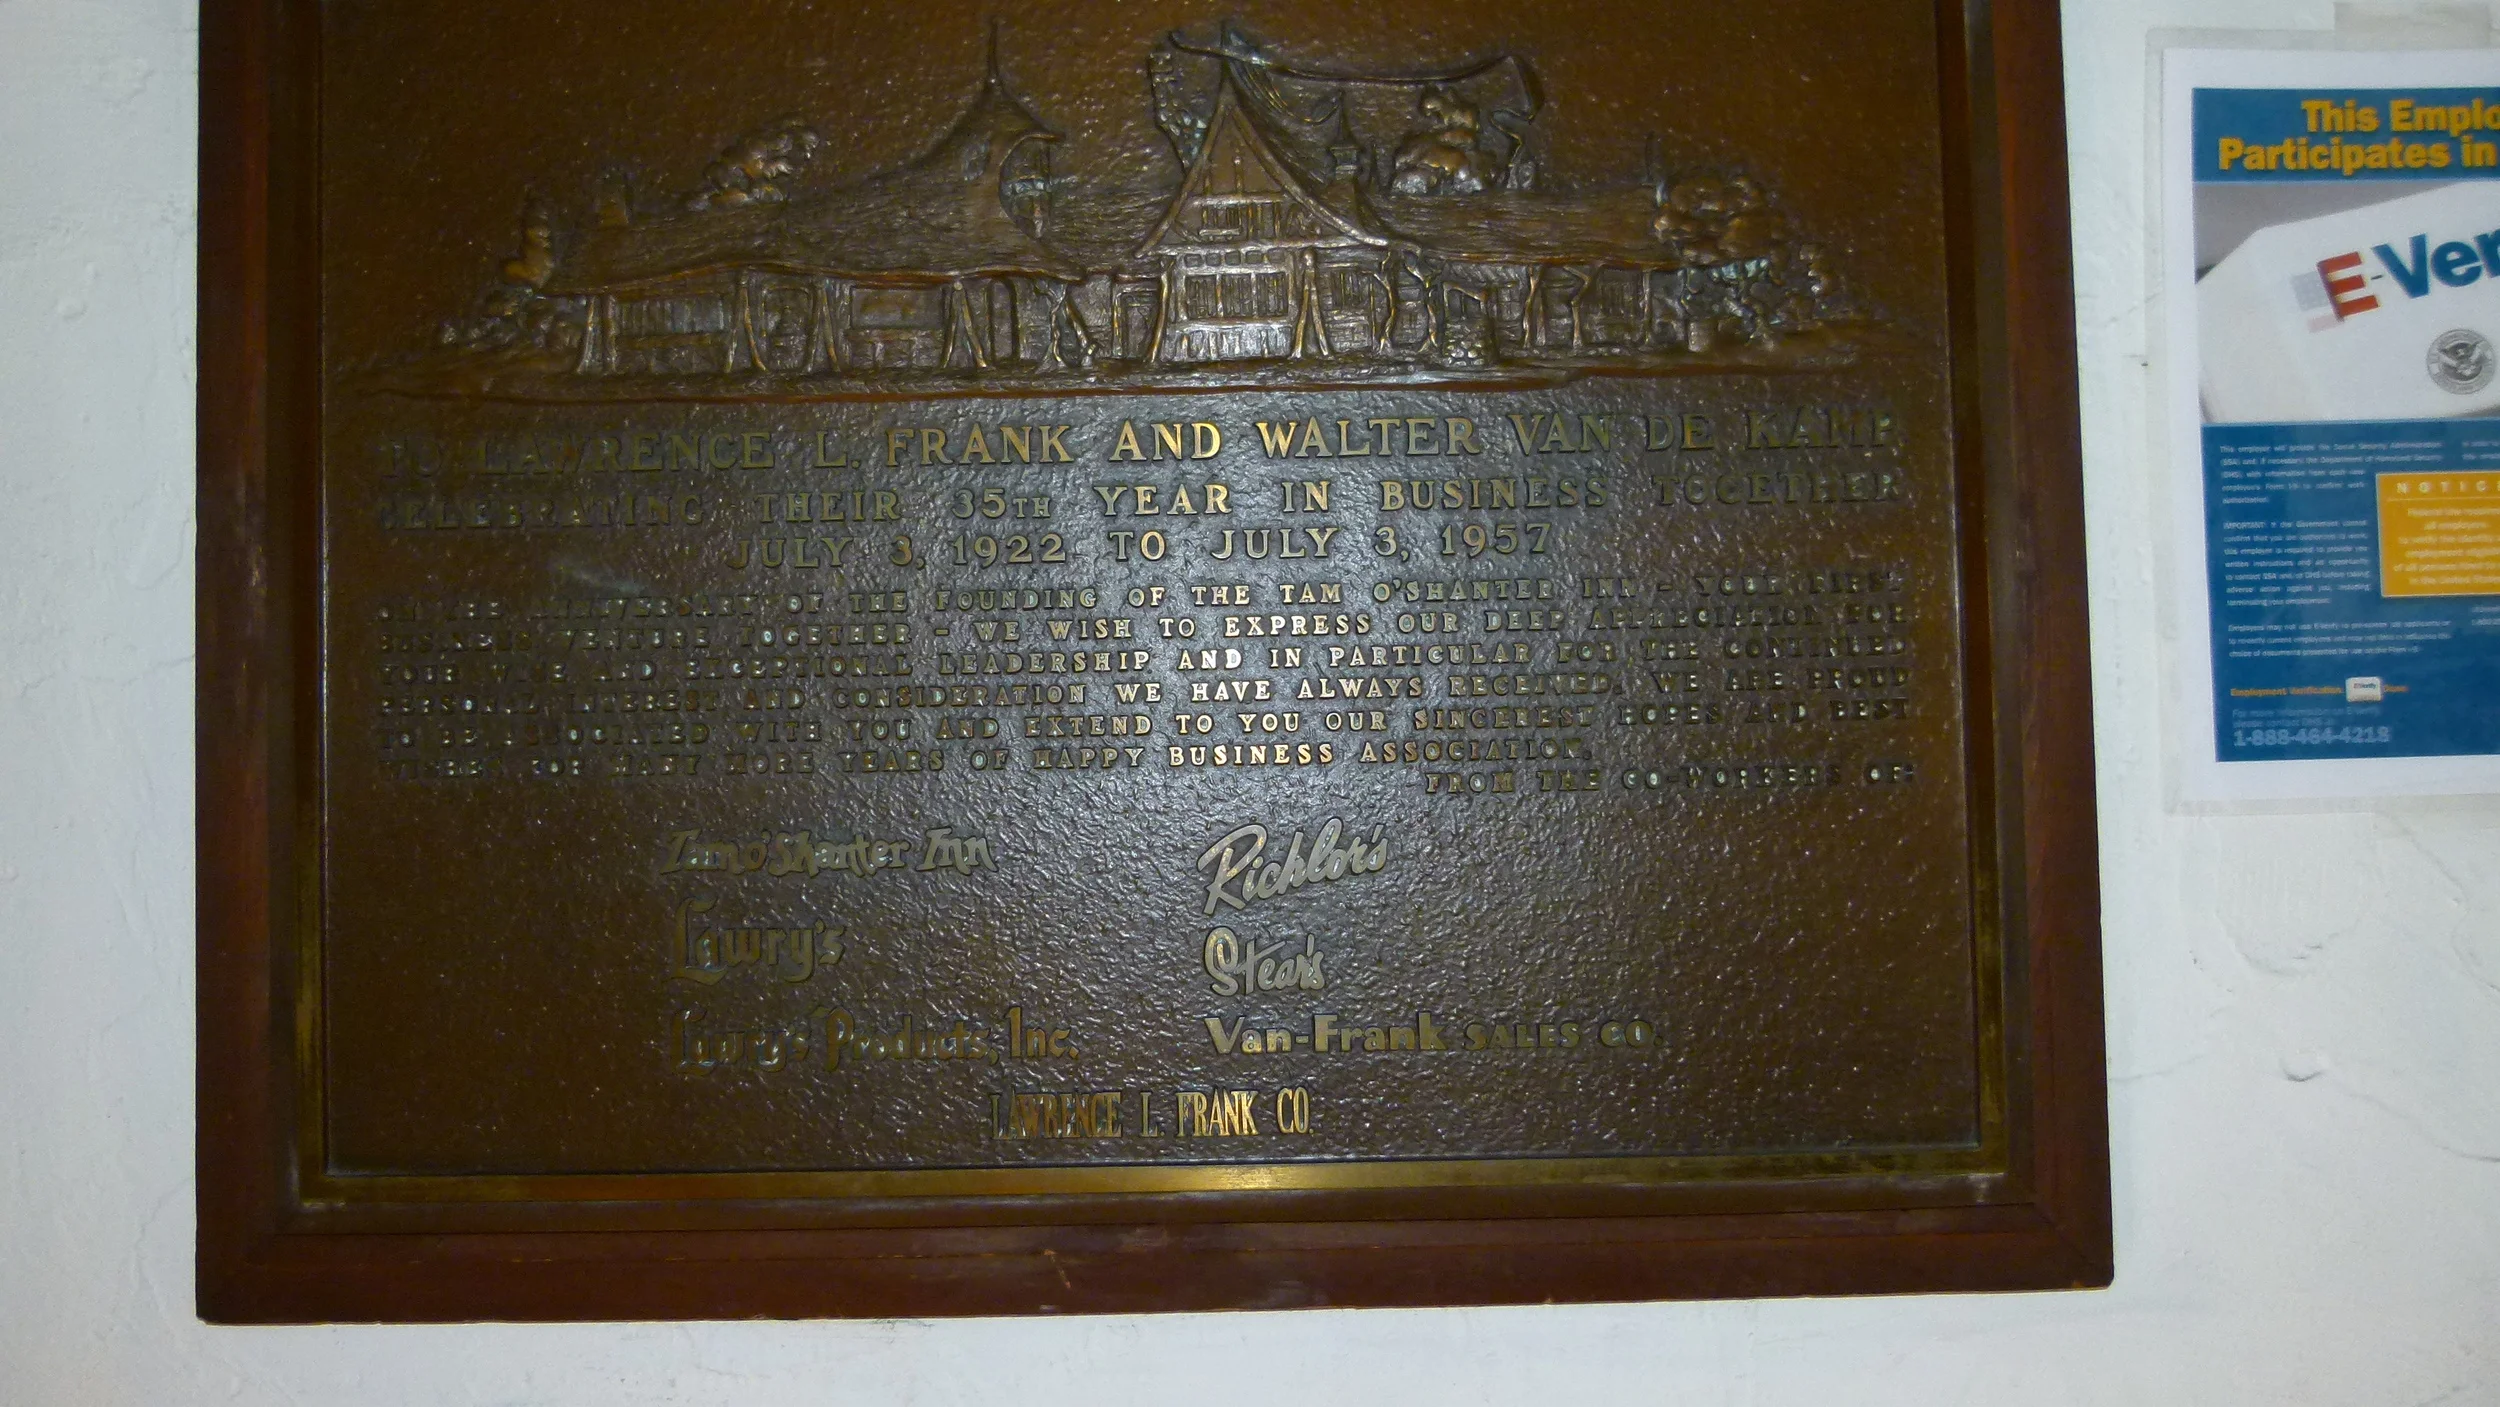 TO LAWRENCE L. FRANK AND WALTER VAN DE KAMP
CELEBRATING THEIR 35TH YEAR IN BUSINESS TOGETHER
JULY 3, 1922 TO JULY 3, 1957
ON THE ANNIVERSARY OF THE FOUNDING OF THE TAM O'SHANTER INN - YOUR FIRST
BUSINESS VENTURE TOGETHER - WE WISH TO EXPRESS OUR DEEP APPRECIATION FOR
YOUR WISE AND EXCEPTIONAL LEADERSHIP AND IN PARTICULAR FOR THE CONTINUED
PERSONAL INTEREST AND CONSIDERATION WE HAVE ALWAYS RECEIVED. WE ARE PROUD
TO BE ASSOCIATED WITH YOU AND EXTEND TO YOU OUR SINCEREST HOPES AND BEST
WISHES FOR MANY MORE YEARS OF HAPPY BUSINESS ASSOCIATION.
FROM THE CO-WORKERS OF:
Tam o'Shanter Inn
Richlor's
Lawry's
Stear's
Lawry's Products, Inc.
Van-Frank SALES CO.
LAWRENCE L. FRANK CO.
This Emplo
Participates in
E-Ver
NOTIC
Employment Verification. E-Verify Done.
1-888-464-4218